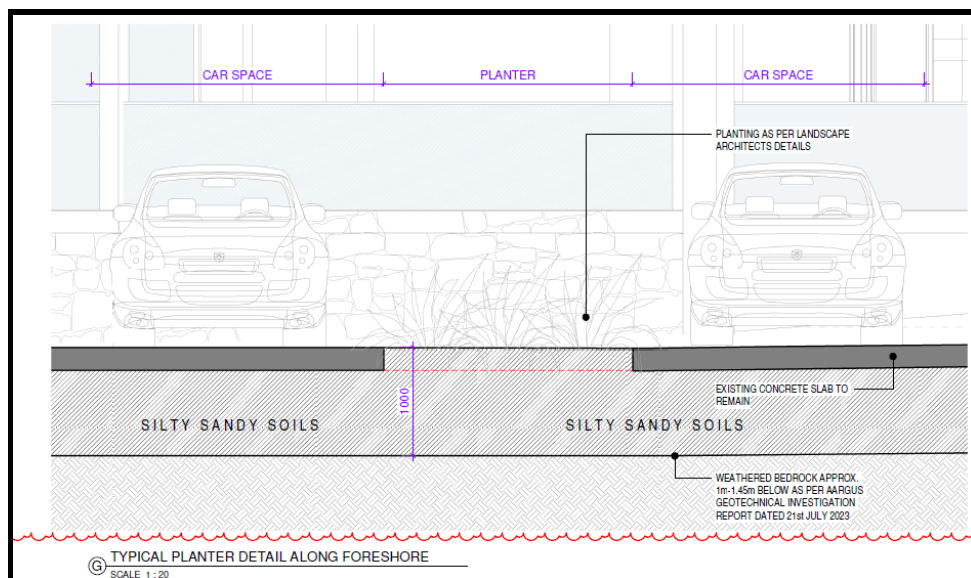 CAR SPACE
PLANTER
CAR SPACE
PLANTING AS PER LANDSCAPE
ARCHITECTS DETAILS
EXISTING CONCRETE SLAB TO
REMAIN
1000
SILTY SANDY SOILS
SILTY SANDY SOILS
WEATHERED BEDROCK APPROX.
1m-1.45m BELOW AS PER AARGUS
GEOTECHNICAL INVESTIGATION
REPORT DATED 21st JULY 2023
G
TYPICAL PLANTER DETAIL ALONG FORESHORE
SCALE 1 : 20